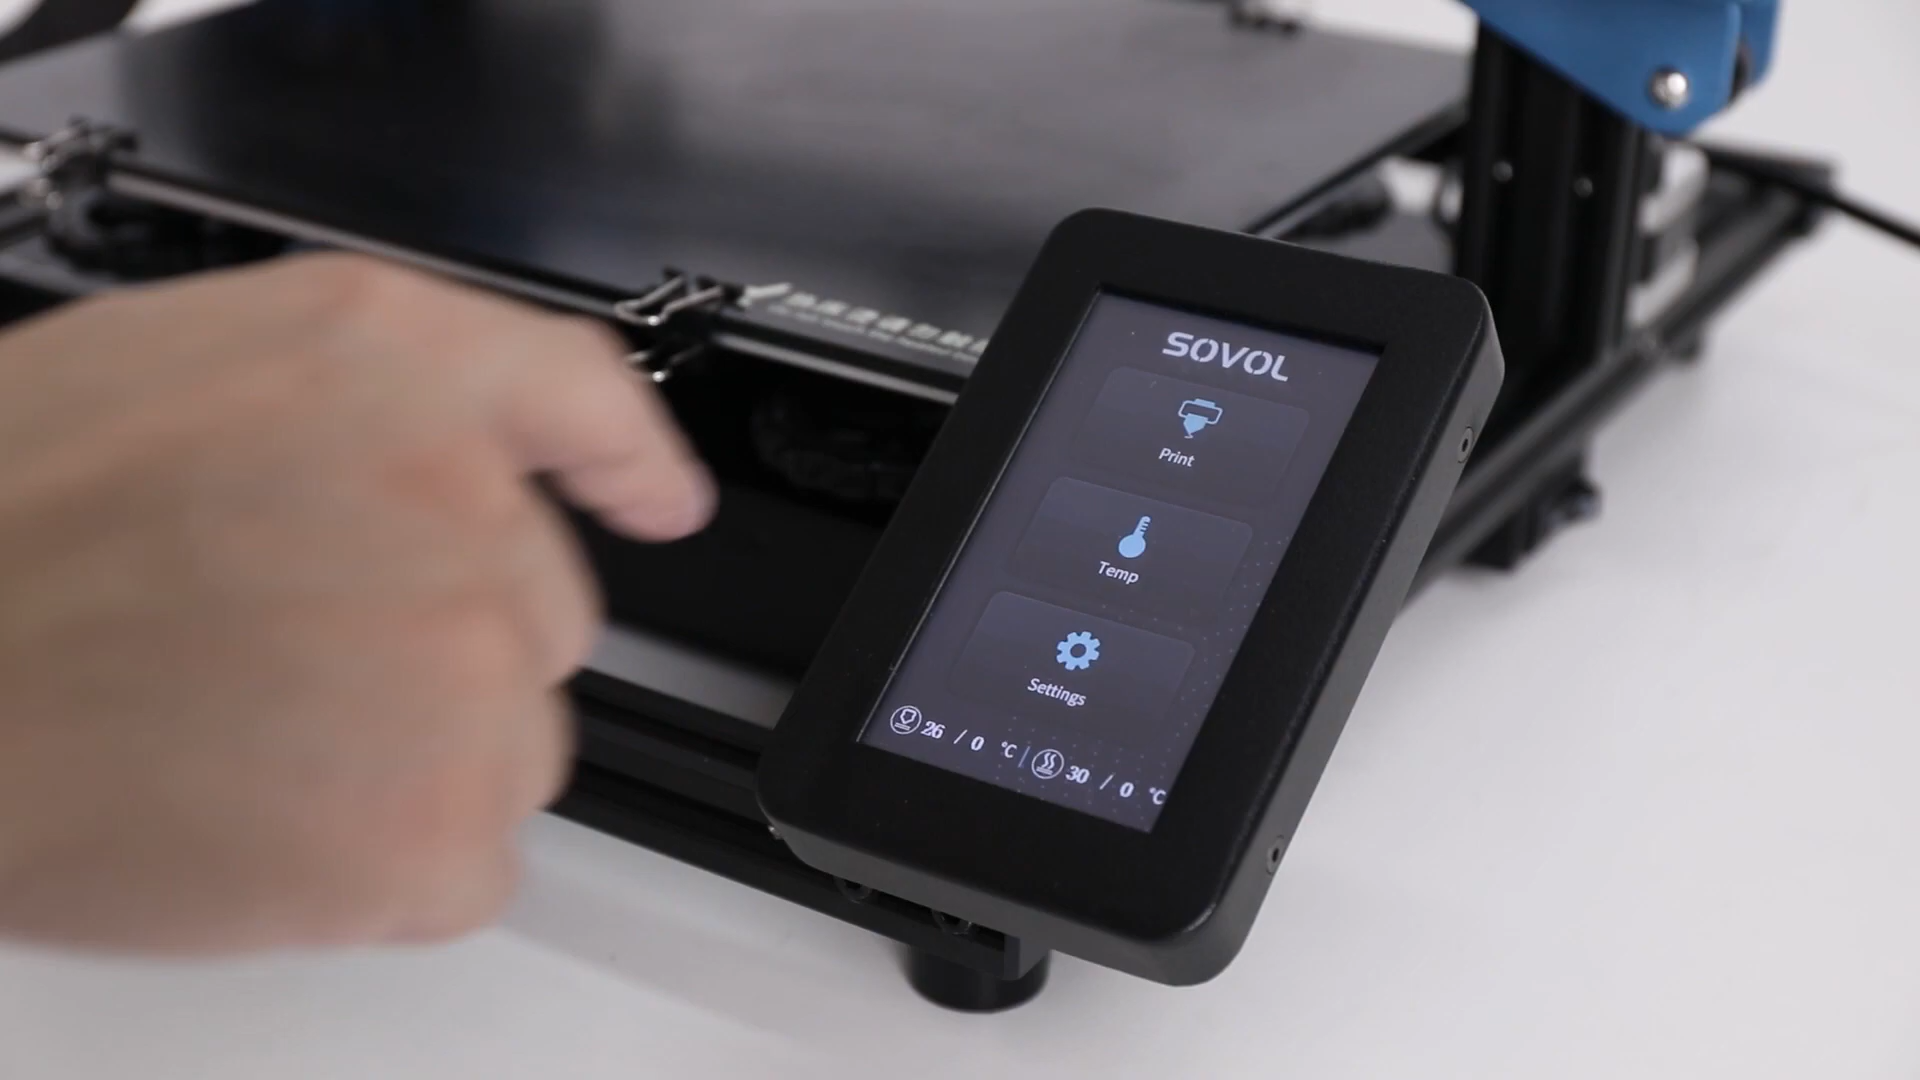 SOVOL
Print
Temp
Settings
26 / 0 °C | 30 / 0 °C